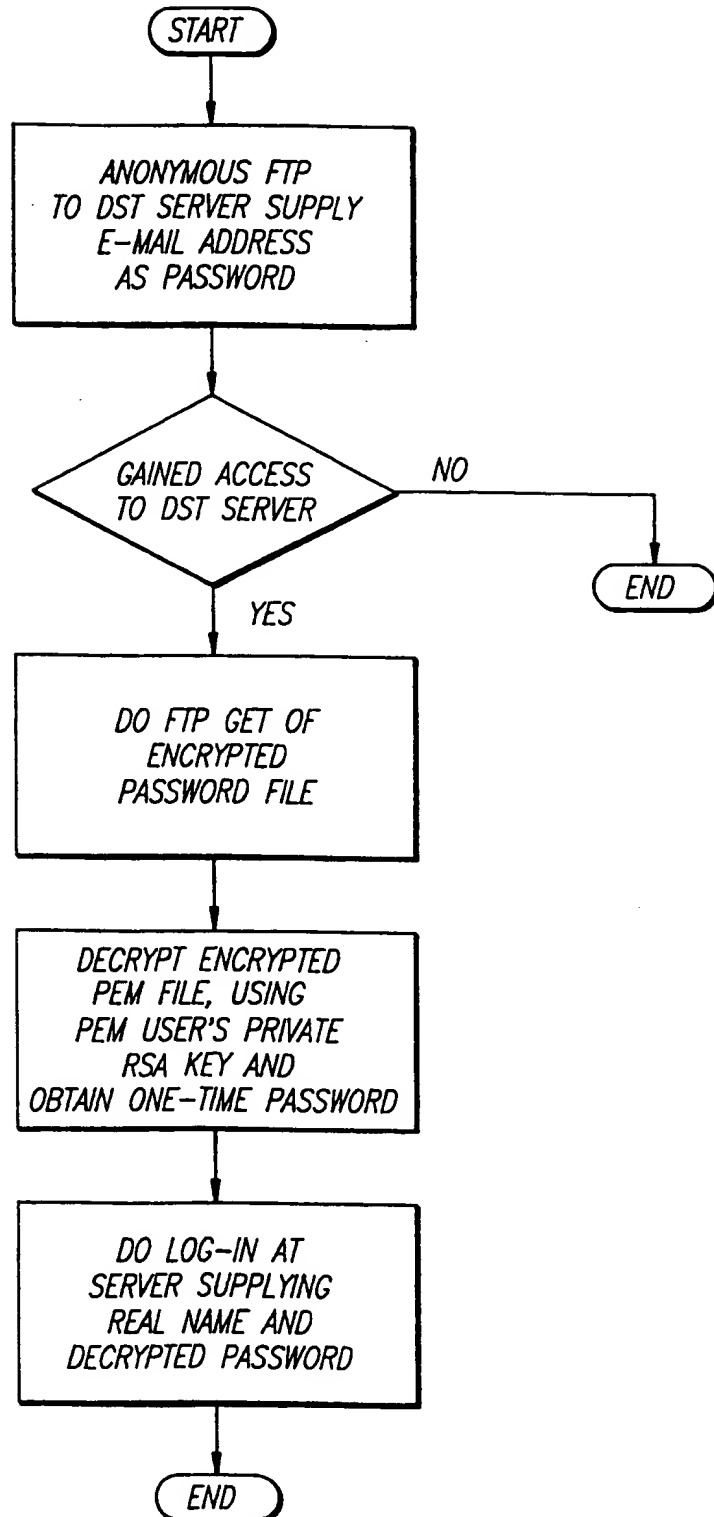 START
ANONYMOUS FTP
TO DST SERVER SUPPLY
E-MAIL ADDRESS
AS PASSWORD
GAINED ACCESS
TO DST SERVER
NO
END
YES
DO FTP GET OF
ENCRYPTED
PASSWORD FILE
DECRYPT ENCRYPTED
PEM FILE, USING
PEM USER'S PRIVATE
RSA KEY AND
OBTAIN ONE-TIME PASSWORD
DO LOG-IN AT
SERVER SUPPLYING
REAL NAME AND
DECRYPTED PASSWORD
END